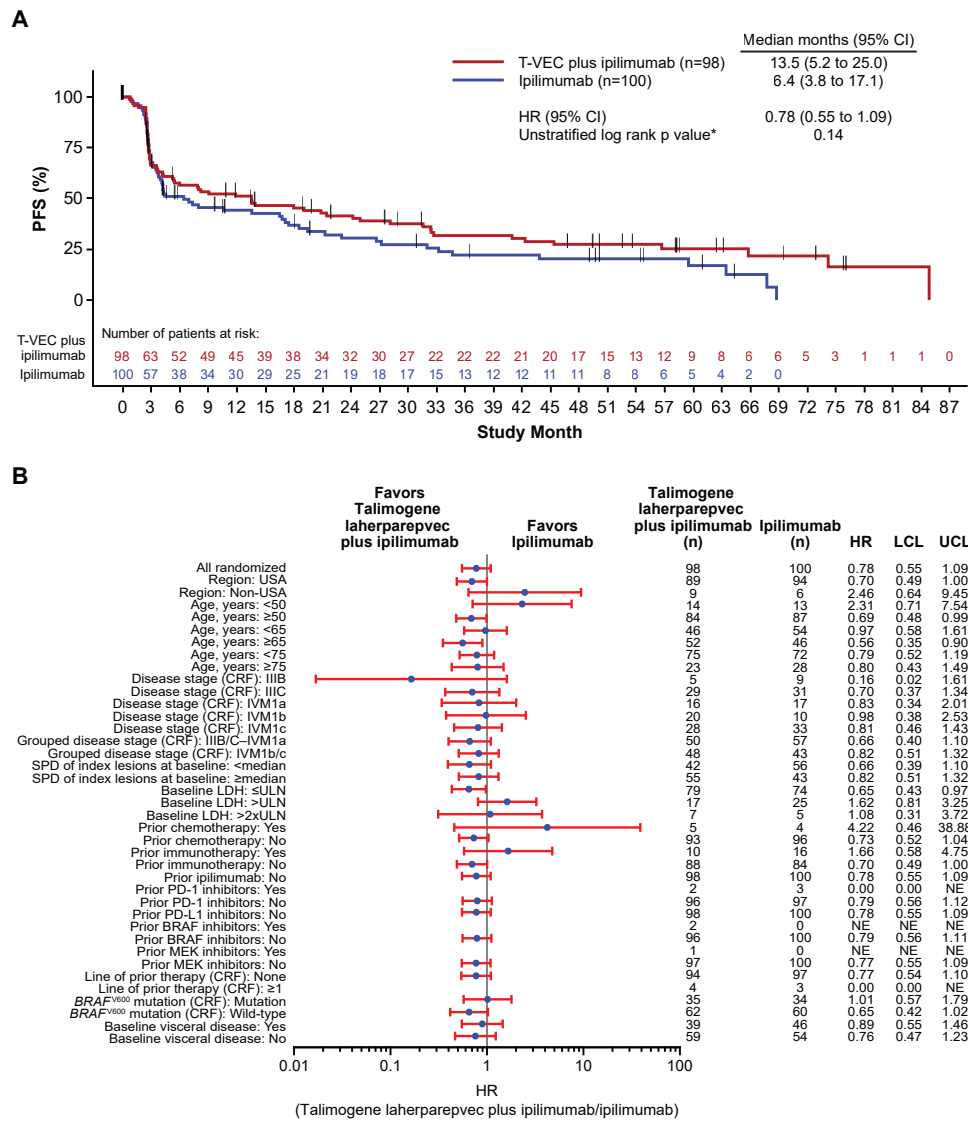 A
Median months (95% CI)
T-VEC plus ipilimumab (n=98) 13.5 (5.2 to 25.0)
Ipilimumab (n=100) 6.4 (3.8 to 17.1)
HR (95% CI) 0.78 (0.55 to 1.09)
Unstratified log rank p value* 0.14
PFS (%)
100
75
50
25
0
Number of patients at risk:
T-VEC plus
ipilimumab 98 63 52 49 45 39 38 34 32 30 27 22 22 22 21 20 17 15 13 12 9 8 6 6 5 3 1 1 1 0
Ipilimumab 100 57 38 34 30 29 25 21 19 18 17 15 13 12 12 11 11 8 8 6 5 4 2 0
0 3 6 9 12 15 18 21 24 27 30 33 36 39 42 45 48 51 54 57 60 63 66 69 72 75 78 81 84 87
Study Month
B
Favors
Talimogene
laherparepvec
plus ipilimumab
Favors
Ipilimumab
Talimogene
laherparepvec
plus ipilimumab
(n)
Ipilimumab
(n)
HR LCL UCL
All randomized 98 100 0.78 0.55 1.09
Region: USA 89 94 0.70 0.49 1.00
Region: Non-USA 9 6 2.46 0.64 9.45
Age, years: <50 14 13 2.31 0.71 7.54
Age, years: ≥50 84 87 0.69 0.48 0.99
Age, years: <65 46 54 0.97 0.58 1.61
Age, years: ≥65 52 46 0.56 0.35 0.90
Age, years: <75 75 72 0.79 0.52 1.19
Age, years: ≥75 23 28 0.80 0.43 1.49
Disease stage (CRF): IIIB 5 9 0.16 0.02 1.61
Disease stage (CRF): IIIC 29 31 0.70 0.37 1.34
Disease stage (CRF): IVM1a 16 17 0.83 0.34 2.01
Disease stage (CRF): IVM1b 20 10 0.98 0.38 2.53
Disease stage (CRF): IVM1c 28 33 0.81 0.46 1.43
Grouped disease stage (CRF): IIIB/C–IVM1a 50 57 0.66 0.40 1.10
Grouped disease stage (CRF): IVM1b/c 48 43 0.82 0.51 1.32
SPD of index lesions at baseline: <median 42 56 0.66 0.39 1.10
SPD of index lesions at baseline: ≥median 55 43 0.82 0.51 1.32
Baseline LDH: ≤ULN 79 74 0.65 0.43 0.97
Baseline LDH: >ULN 17 25 1.62 0.81 3.25
Baseline LDH: >2xULN 7 5 1.08 0.31 3.72
Prior chemotherapy: Yes 5 4 4.22 0.46 38.88
Prior chemotherapy: No 93 96 0.73 0.52 1.04
Prior immunotherapy: Yes 10 16 1.66 0.58 4.75
Prior immunotherapy: No 88 84 0.70 0.49 1.00
Prior ipilimumab: No 98 100 0.78 0.55 1.09
Prior PD-1 inhibitors: Yes 2 3 0.00 0.00 NE
Prior PD-1 inhibitors: No 96 97 0.79 0.56 1.12
Prior PD-L1 inhibitors: No 98 100 0.78 0.55 1.09
Prior BRAF inhibitors: Yes 2 0 NE NE NE
Prior BRAF inhibitors: No 96 100 0.79 0.56 1.11
Prior MEK inhibitors: Yes 1 0 NE NE NE
Prior MEK inhibitors: No 97 100 0.77 0.55 1.09
Line of prior therapy (CRF): None 94 97 0.77 0.54 1.10
Line of prior therapy (CRF): ≥1 4 3 0.00 0.00 NE
BRAF V600 mutation (CRF): Mutation 35 34 1.01 0.57 1.79
BRAF V600 mutation (CRF): Wild-type 62 60 0.65 0.42 1.02
Baseline visceral disease: Yes 39 46 0.89 0.55 1.46
Baseline visceral disease: No 59 54 0.76 0.47 1.23
0.01 0.1 1 10 100
HR
(Talimogene laherparepvec plus ipilimumab/ipilimumab)